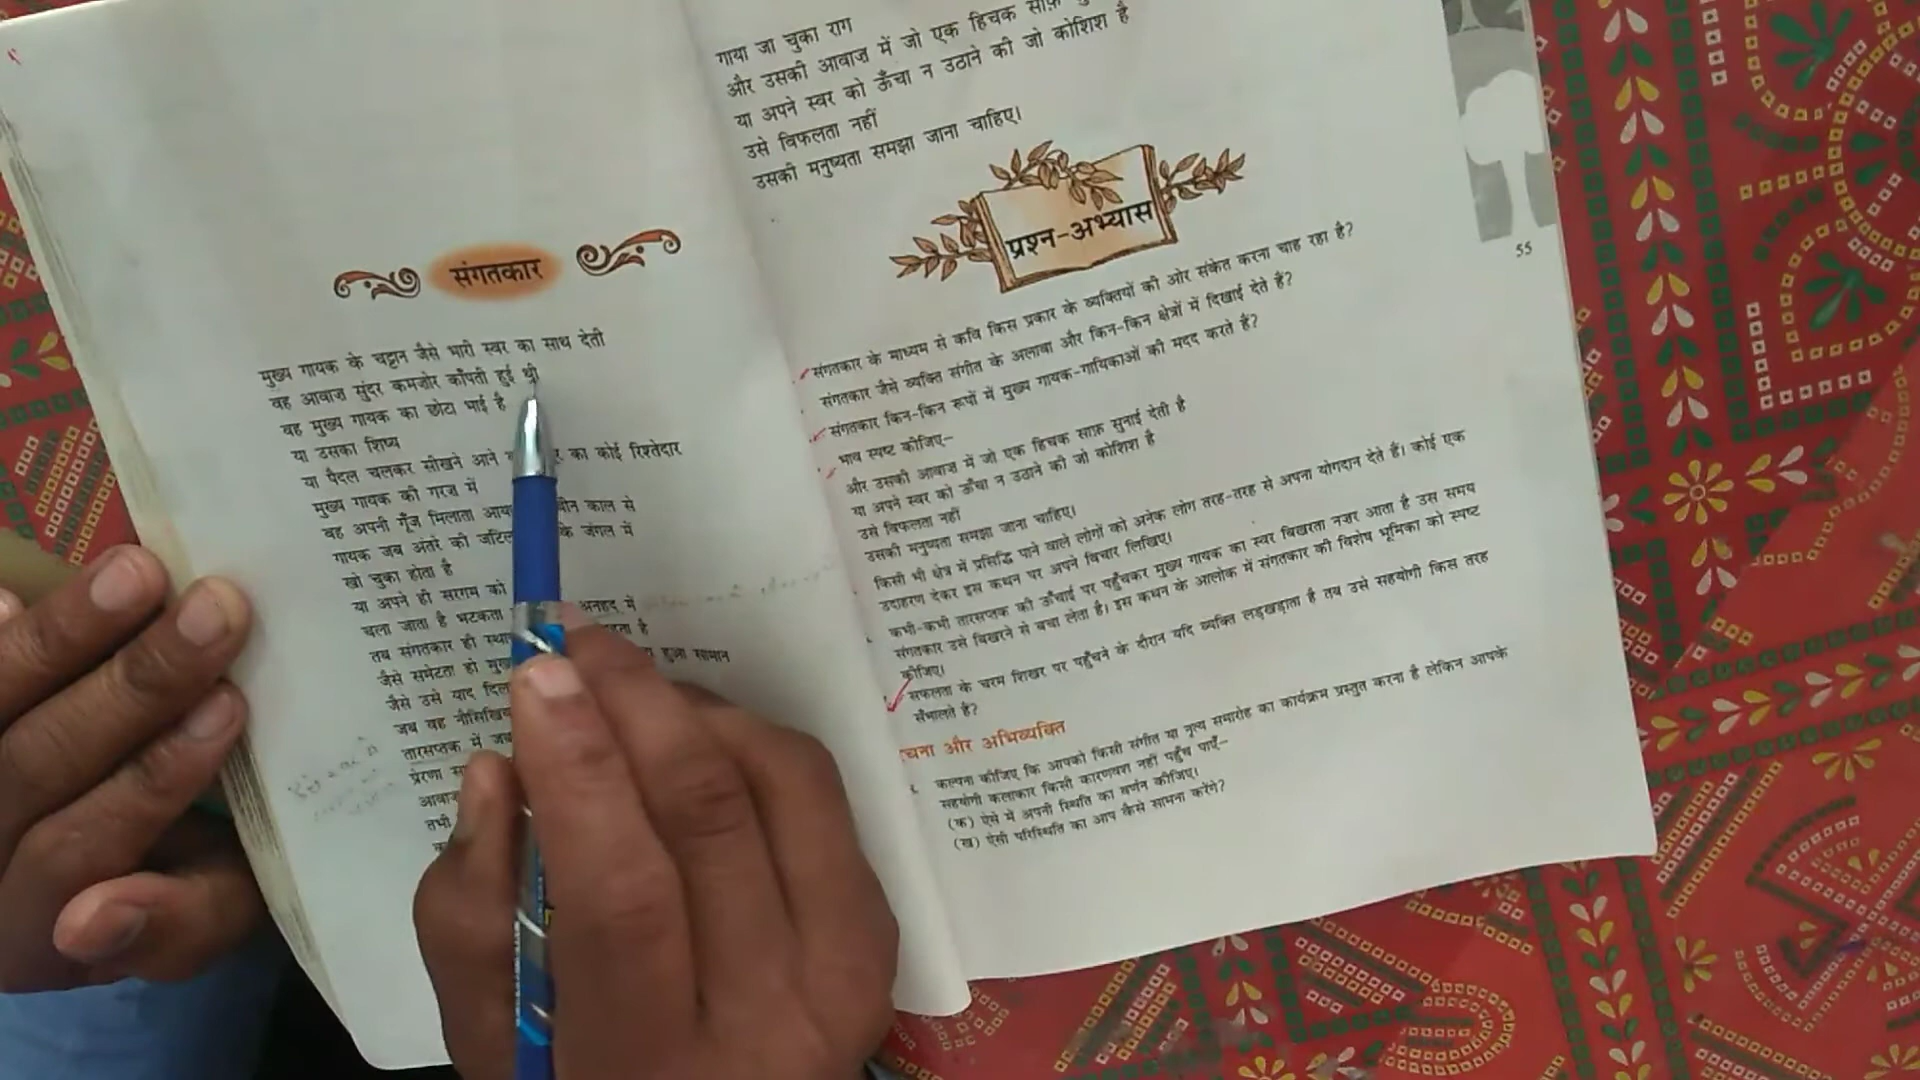 संगतकार
मुख्य गायक के चट्टान जैसे भारी स्वर का साथ देती
वह आवाज़ सुंदर कमजोर काँपती हुई थी
वह मुख्य गायक का छोटा भाई है
या उसका शिष्य
या पैदल चलकर सीखने आने का कोई रिश्तेदार
मुख्य गायक की गरज में
वह अपनी गूँज मिलाता काल से
गायक जब अंतरे की के जंगल में
खो चुका होता है
या अपने ही सरगम को
चला जाता है भटकता अनहद में
तब संगतकार ही है
जैसे समेटता हो हुआ सामान
जैसे उसे याद
जब वह
तारसप्तक में
प्रेरणा
तभी
गाया जा चुका राग
और उसकी आवाज़ में जो एक हिचक साफ़
या अपने स्वर को ऊँचा न उठाने की जो कोशिश है
उसे विफलता नहीं
उसकी मनुष्यता समझा जाना चाहिए।
प्रश्न-अभ्यास
55
संगतकार के माध्यम से कवि किस प्रकार के व्यक्तियों की ओर संकेत करना चाह रहा है?
संगतकार जैसे व्यक्ति संगीत के अलावा और किन-किन क्षेत्रों में दिखाई देते हैं?
संगतकार किन-किन रूपों में मुख्य गायक-गायिकाओं की मदद करते हैं?
भाव स्पष्ट कीजिए–
और उसकी आवाज़ में जो एक हिचक साफ़ सुनाई देती है
या अपने स्वर को ऊँचा न उठाने की जो कोशिश है
उसे विफलता नहीं
उसकी मनुष्यता समझा जाना चाहिए।
किसी भी क्षेत्र में प्रसिद्धि पाने वाले लोगों को अनेक लोग तरह-तरह से अपना योगदान देते हैं। कोई एक
उदाहरण देकर इस कथन पर अपने विचार लिखिए।
कभी-कभी तारसप्तक की ऊँचाई पर पहुँचकर मुख्य गायक का स्वर बिखरता नज़र आता है उस समय
संगतकार उसे बिखरने से बचा लेता है। इस कथन के आलोक में संगतकार की विशेष भूमिका को स्पष्ट
कीजिए।
सफलता के चरम शिखर पर पहुँचने के दौरान यदि व्यक्ति लड़खड़ाता है तब उसे सहयोगी किस तरह
सँभालते हैं?
रचना और अभिव्यक्ति
कल्पना कीजिए कि आपको किसी संगीत या नृत्य समारोह का कार्यक्रम प्रस्तुत करना है लेकिन आपके
सहयोगी कलाकार किसी कारणवश नहीं पहुँच पाएँ–
(क) ऐसे में अपनी स्थिति का वर्णन कीजिए।
(ख) ऐसी परिस्थिति का आप कैसे सामना करेंगे?